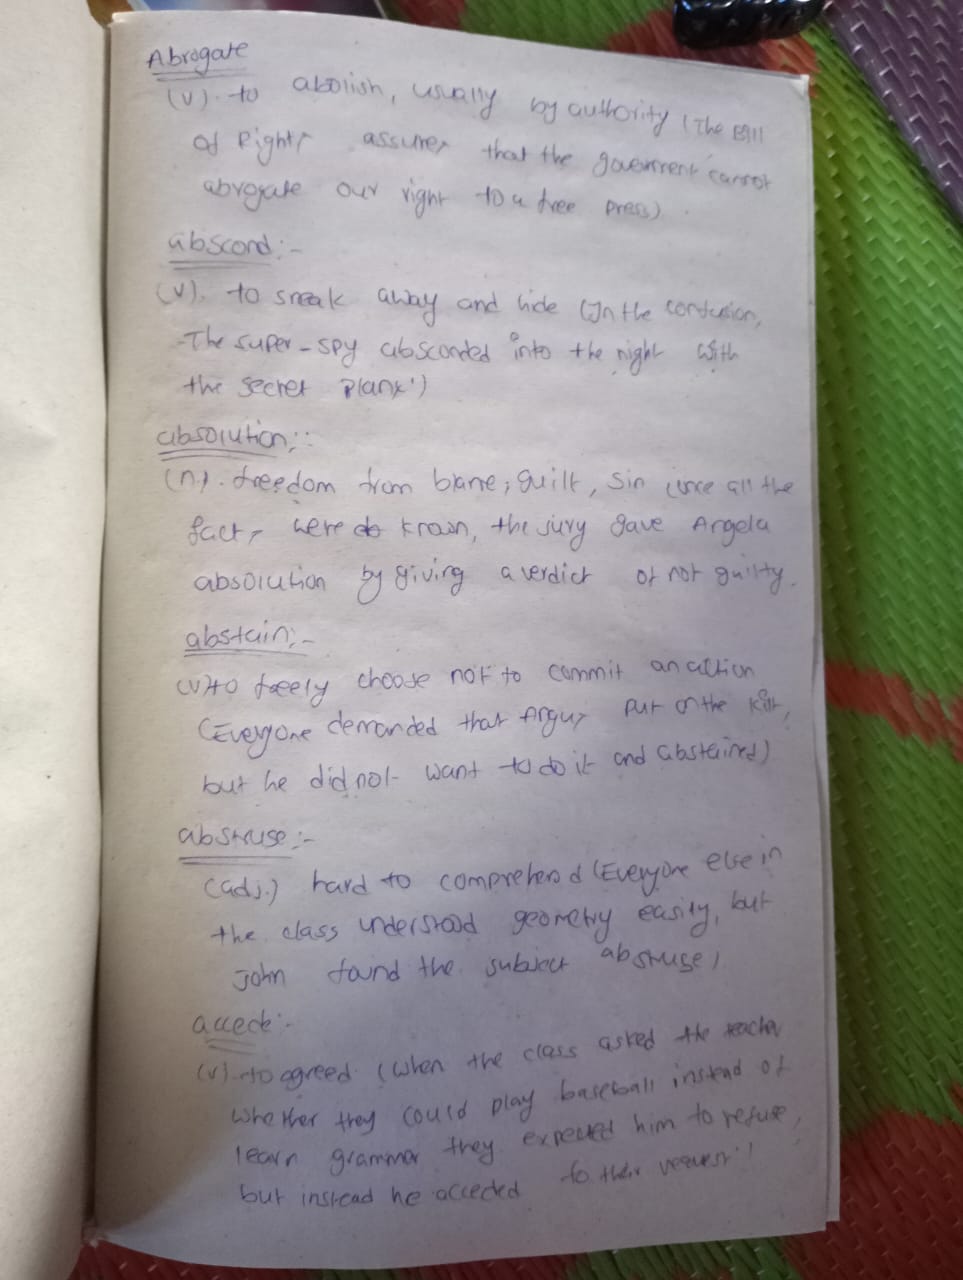 Abrogate
(v). to abolish, usually by authority (The Bill
of Rights assures that the government cannot
abrogate our right to a free press).
abscond:-
(v). to sneak away and hide (In the confusion,
The super-spy absconded into the night with
the secret plans')
absolution;:
(n). freedom from blame, guilt, sin (once all the
facts were do known, the jury gave Angela
absolution by giving a verdict of not guilty.
abstain:-
(v) to freely choose not to commit an action
(Everyone demanded that Angus put on the kilt,
but he did not want to do it and abstained)
abstruse:-
(adj.) hard to comprehend (Everyone else in
the class understood geometry easily, but
John found the subject abstruse)
accede:-
(v). to agreed (when the class asked the teacher
whether they could play baseball instead of
learn grammar they expected him to refuse,
but instead he acceded to their request')